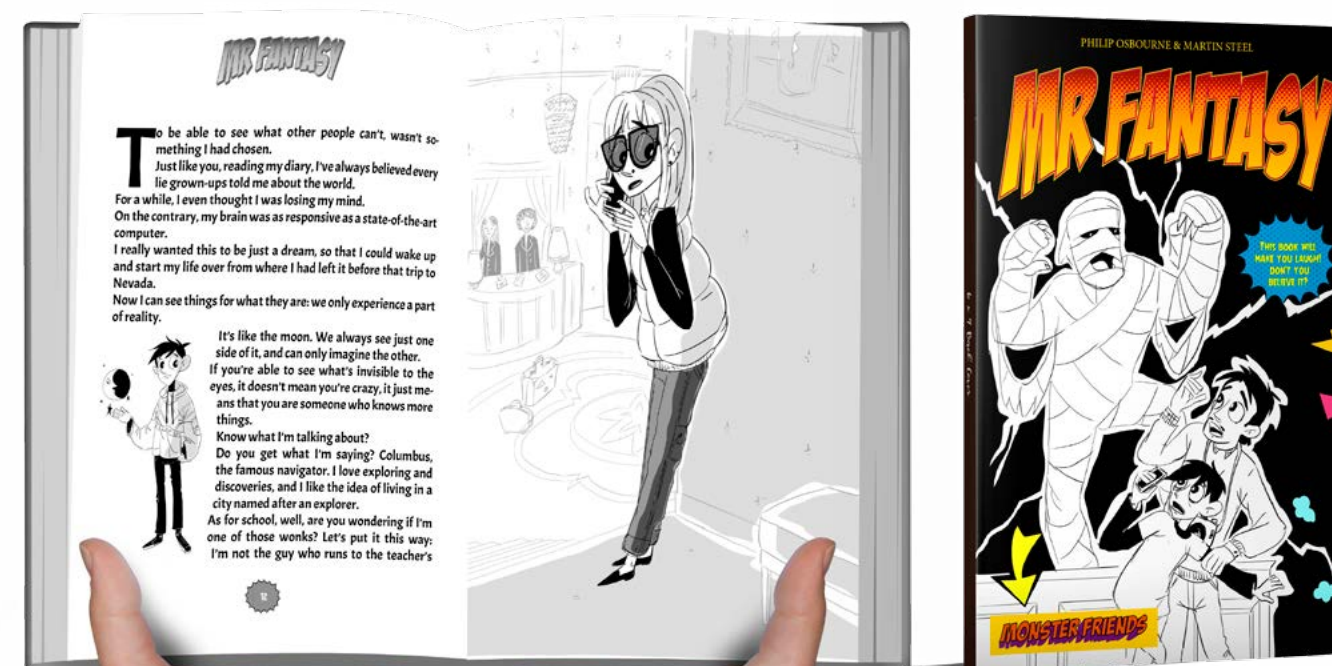 MR FANTASY
To be able to see what other people can't, wasn't so-
mething I had chosen.
Just like you, reading my diary, I've always believed every
lie grown-ups told me about the world.
For a while, I even thought I was losing my mind.
On the contrary, my brain was as responsive as a state-of-the-art
computer.
I really wanted this to be just a dream, so that I could wake up
and start my life over from where I had left it before that trip to
Nevada.
Now I can see things for what they are: we only experience a part
of reality.
It's like the moon. We always see just one
side of it, and can only imagine the other.
If you're able to see what's invisible to the
eyes, it doesn't mean you're crazy, it just me-
ans that you are someone who knows more
things.
Know what I'm talking about?
Do you get what I'm saying? Columbus,
the famous navigator. I love exploring and
discoveries, and I like the idea of living in a
city named after an explorer.
As for school, well, are you wondering if I'm
one of those wonks? Let's put it this way:
I'm not the guy who runs to the teacher's
12
PHILIP OSBOURNE & MARTIN STEEL
MR FANTASY
THIS BOOK WILL
MAKE YOU LAUGH!
DON'T YOU
BELIEVE IT?
MONSTER FRIENDS